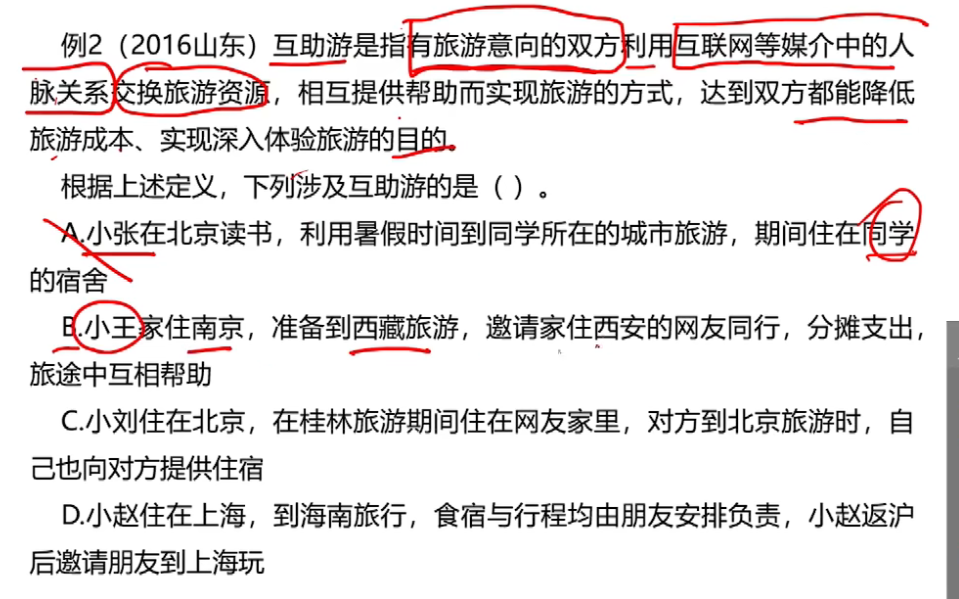 例2（2016山东）互助游是指有旅游意向的双方利用互联网等媒介中的人
脉关系交换旅游资源，相互提供帮助而实现旅游的方式，达到双方都能降低
旅游成本、实现深入体验旅游的目的。
根据上述定义，下列涉及互助游的是（ ）。
A.小张在北京读书，利用暑假时间到同学所在的城市旅游，期间住在同学
的宿舍
B.小王家住南京，准备到西藏旅游，邀请家住西安的网友同行，分摊支出，
旅途中互相帮助
C.小刘住在北京，在桂林旅游期间住在网友家里，对方到北京旅游时，自
己也向对方提供住宿
D.小赵住在上海，到海南旅行，食宿与行程均由朋友安排负责，小赵返沪
后邀请朋友到上海玩